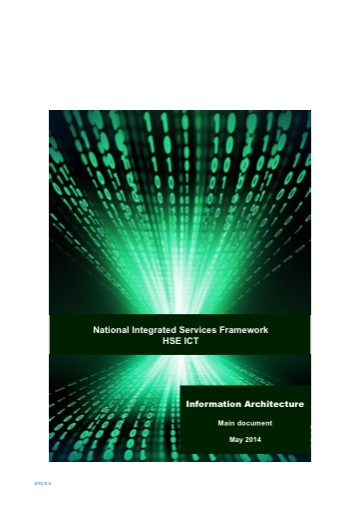 National Integrated Services Framework
HSE ICT
Information Architecture
Main document
May 2014